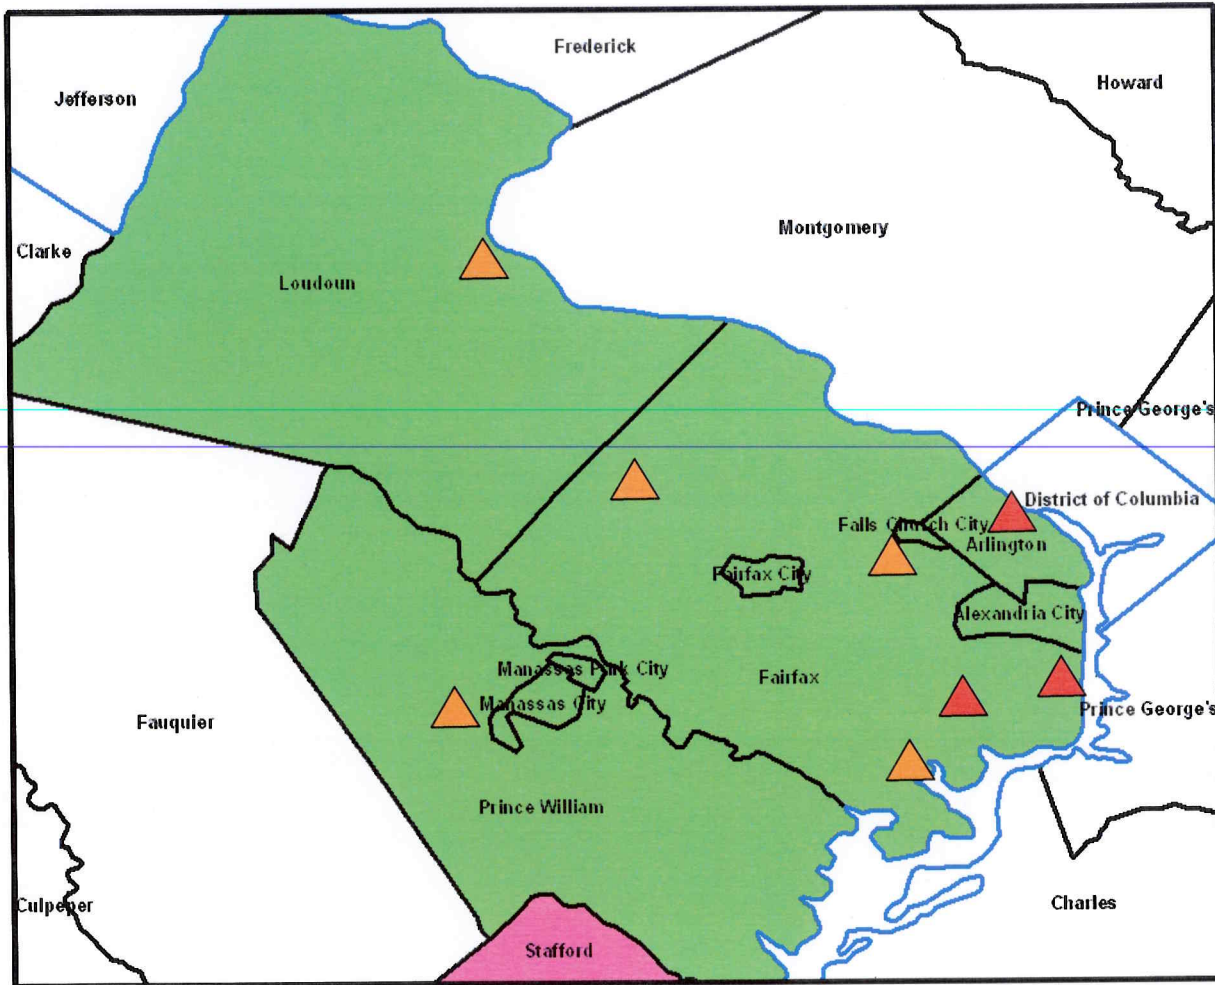 Frederick
Howard
Jefferson
Montgomery
Clarke
Loudoun
Prince George's
District of Columbia
Falls Church City
Arlington
Fairfax City
Alexandria City
Manassas Park City
Fairfax
Manassas City
Prince George's
Fauquier
Prince William
Charles
Culpeper
Stafford